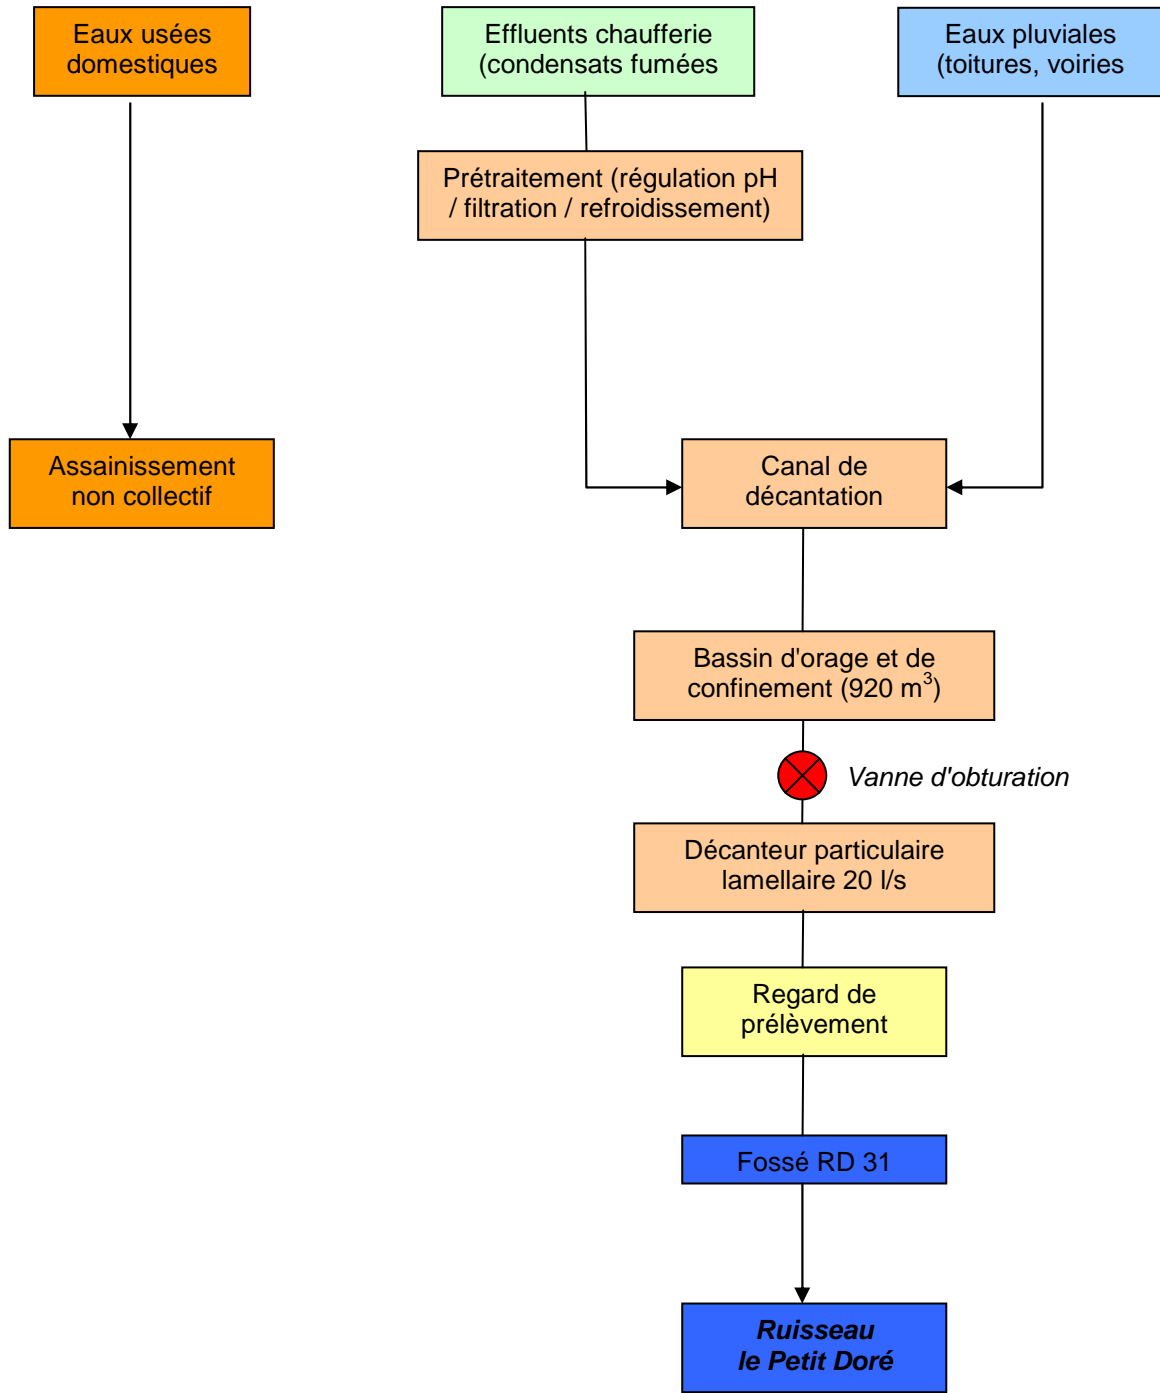 Eaux usées
domestiques
Effluents chaufferie
(condensats fumées
Eaux pluviales
(toitures, voiries
Prétraitement (régulation pH
/ filtration / refroidissement)
Assainissement
non collectif
Canal de
décantation
Bassin d'orage et de
confinement (920 m³)
Vanne d'obturation
Décanteur particulaire
lamellaire 20 l/s
Regard de
prélèvement
Fossé RD 31
Ruisseau
le Petit Doré